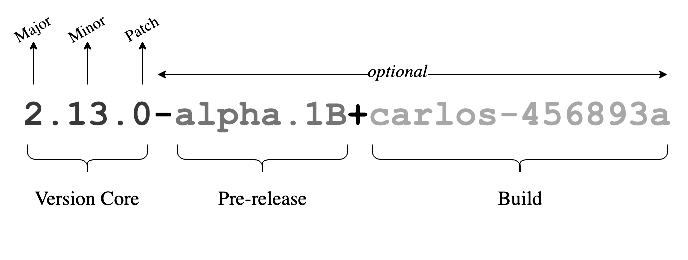 Major Minor Patch
optional
2.13.0-alpha.1B+carlos-456893a
Version Core Pre-release Build